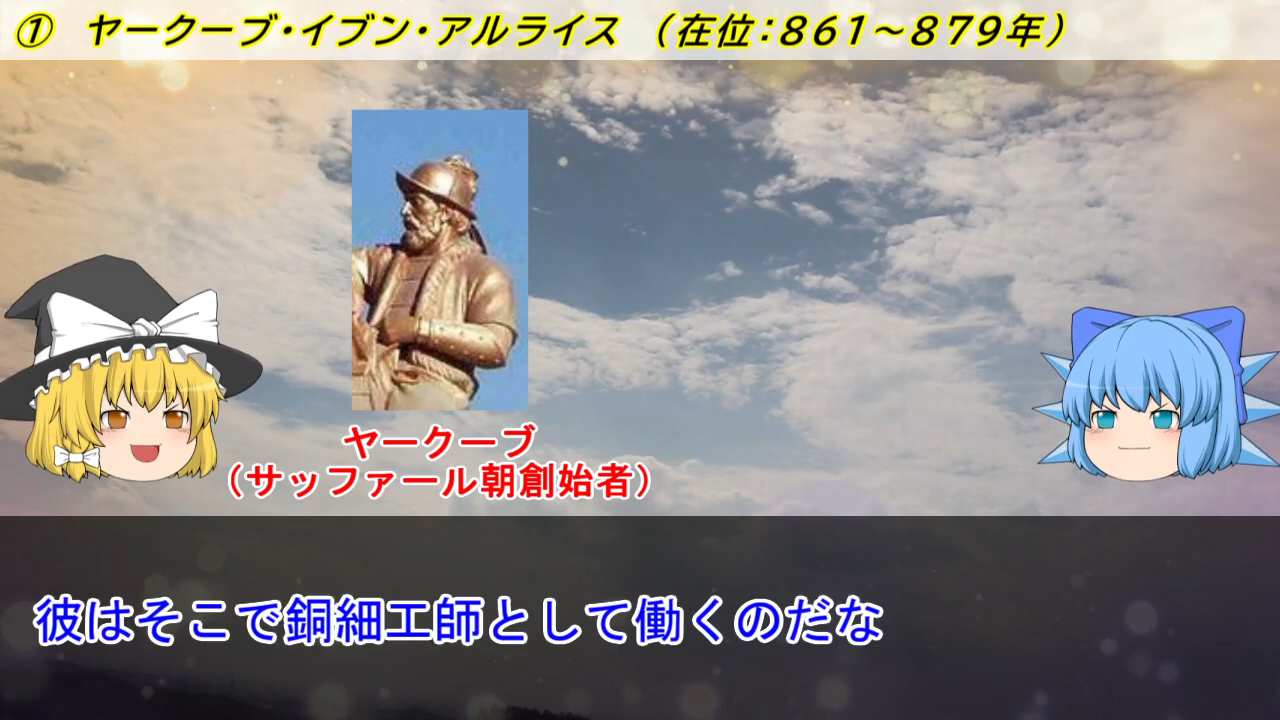 ① ヤークーブ・イブン・アルライス （在位：８６１～８７９年）
ヤークーブ
（サッファール朝創始者）
彼はそこで銅細工師として働くのだな